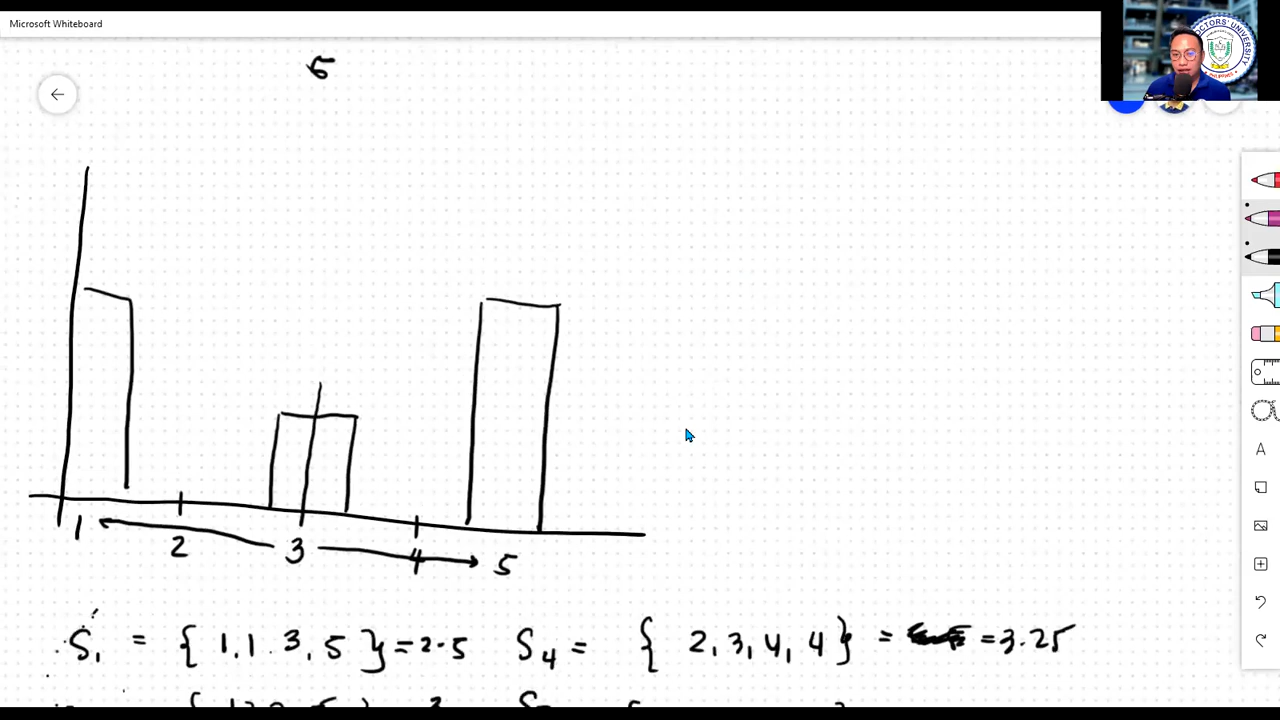 Microsoft Whiteboard
5
1 2 3 4 5
S1 = { 1,1. 3, 5 } = 2.5 S4 = { 2, 3, 4, 4 } = = 3.25
A